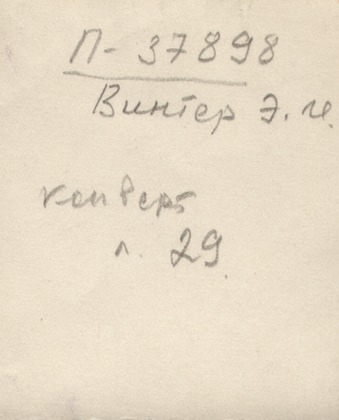 П-37898
Винтер Э. И.
конверт
л. 29